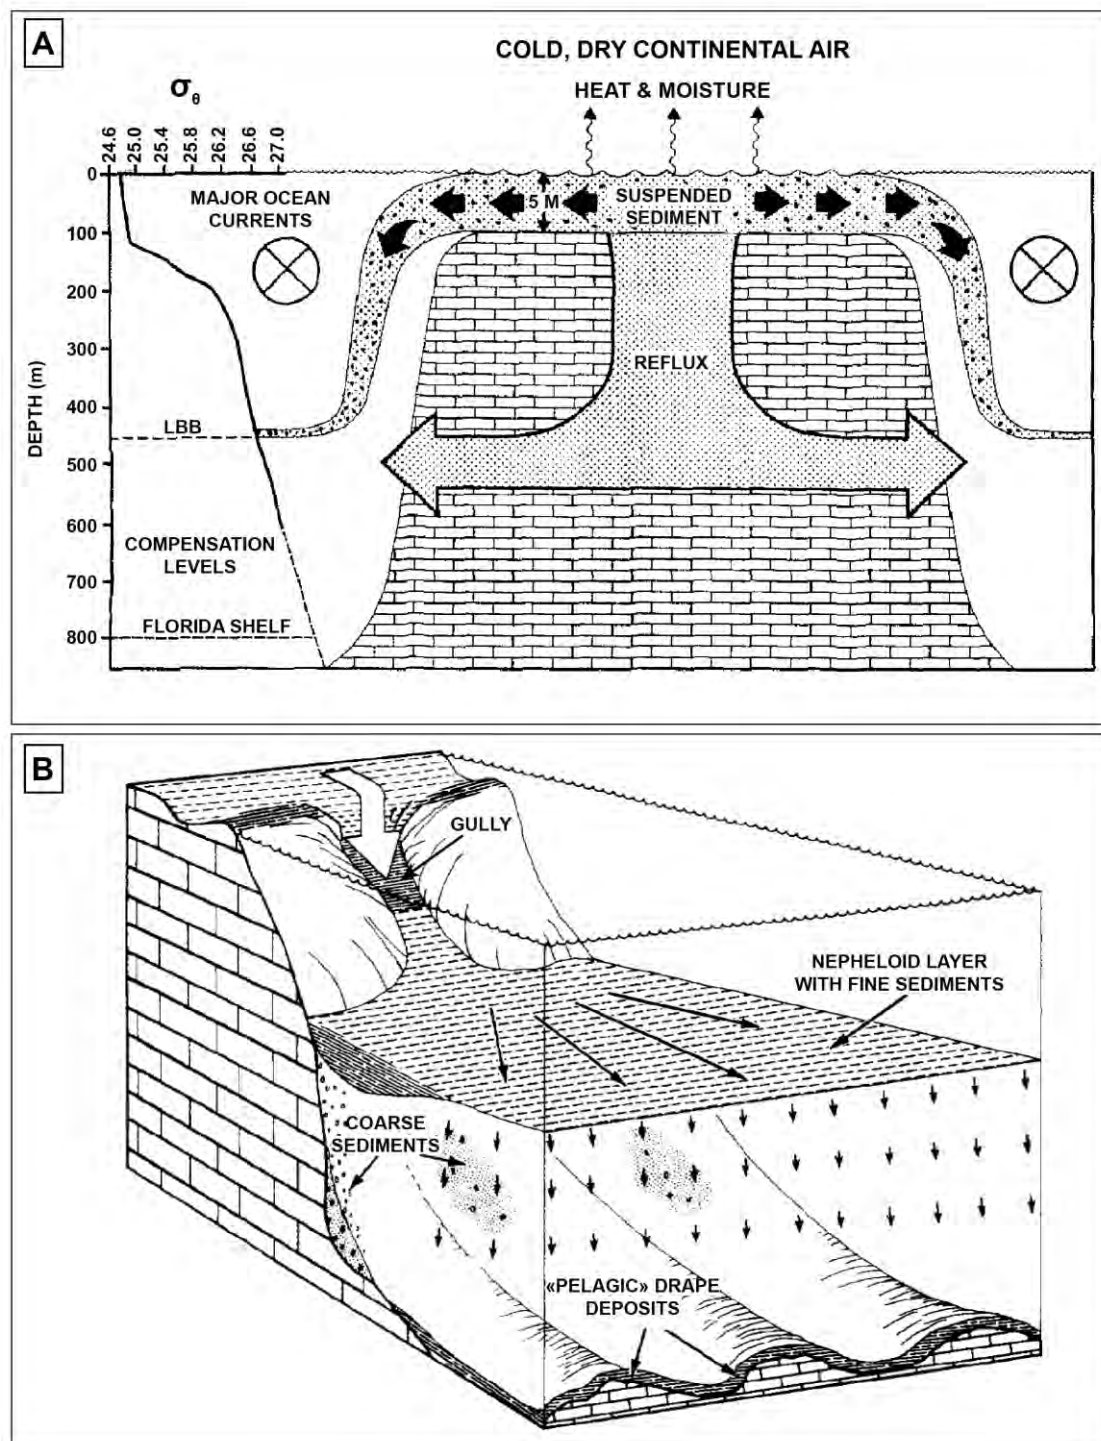 A
COLD, DRY CONTINENTAL AIR
HEAT & MOISTURE
σθ
24.6
25.0
25.4
25.8
26.2
26.6
27.0
0
100
200
300
400
500
600
700
800
DEPTH (m)
MAJOR OCEAN
CURRENTS
5 M
SUSPENDED
SEDIMENT
REFLUX
LBB
COMPENSATION
LEVELS
FLORIDA SHELF
B
GULLY
NEPHELOID LAYER
WITH FINE SEDIMENTS
COARSE
SEDIMENTS
«PELAGIC» DRAPE
DEPOSITS